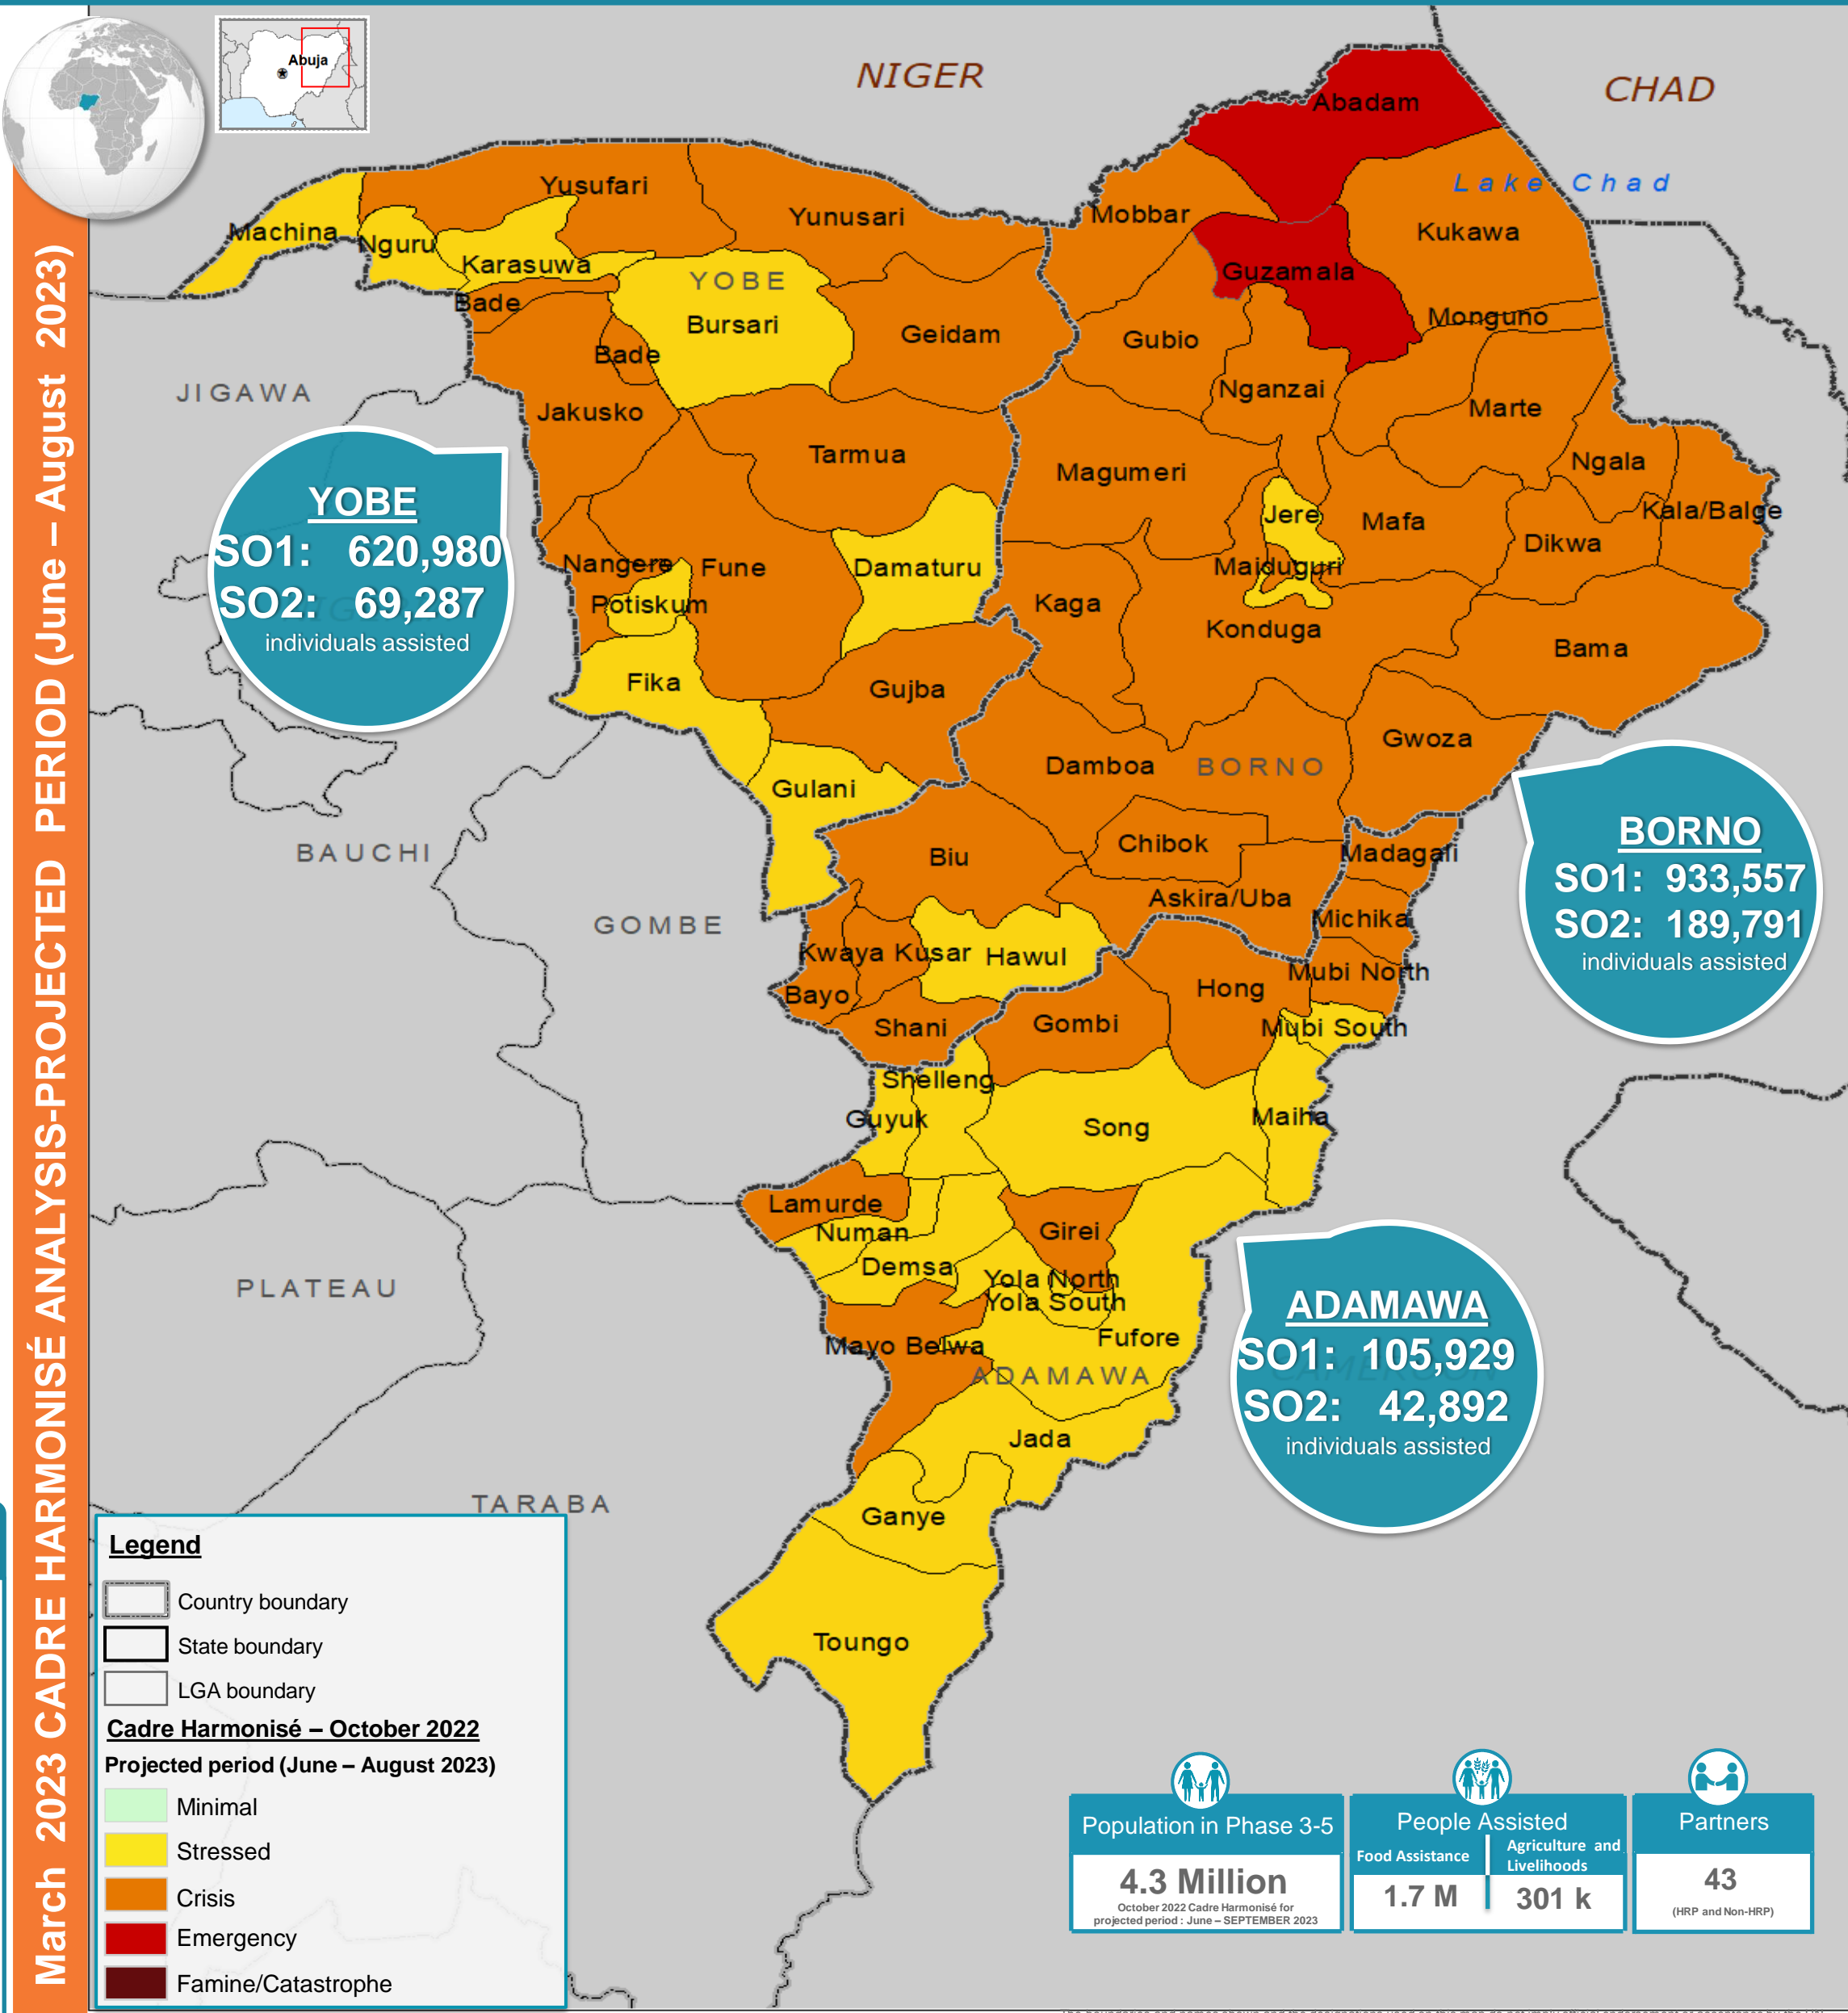 March 2023 CADRE HARMONISÉ ANALYSIS-PROJECTED PERIOD (June – August 2023)
Abuja
NIGER
CHAD
Lake Chad
Abadam
Yusufari
Yunusari
Mobbar
Kukawa
Machina
Nguru
Karasuwa
YOBE
Guzamala
Bade
Bursari
Geidam
Gubio
Monguno
Bade
JIGAWA
Jakusko
Nganzai
Marte
Tarmua
Magumeri
Ngala
Jere
Mafa
Kala/Balge
Dikwa
Nangere
Fune
Damaturu
Maiduguri
Potiskum
Kaga
Konduga
Bama
Fika
Gujba
Gwoza
Damboa
BORNO
Gulani
Chibok
Madagali
Biu
BAUCHI
Askira/Uba
Michika
GOMBE
Kwaya Kusar
Hawul
Mubi North
Bayo
Hong
Shani
Gombi
Mubi South
Shelleng
Guyuk
Song
Maiha
Lamurde
Numan
Girei
Demsa
Yola North
Yola South
PLATEAU
Mayo Belwa
Fufore
ADAMAWA
Jada
TARABA
Ganye
Toungo
YOBE
SO1: 620,980
SO2: 69,287
individuals assisted
BORNO
SO1: 933,557
SO2: 189,791
individuals assisted
ADAMAWA
SO1: 105,929
SO2: 42,892
individuals assisted
CAMEROON
Legend
Country boundary
State boundary
LGA boundary
Cadre Harmonisé – October 2022
Projected period (June – August 2023)
Minimal
Stressed
Crisis
Emergency
Famine/Catastrophe
Population in Phase 3-5
4.3 Million
October 2022 Cadre Harmonisé for
projected period : June – SEPTEMBER 2023
People Assisted
Food Assistance
1.7 M
Agriculture and
Livelihoods
301 k
Partners
43
(HRP and Non-HRP)